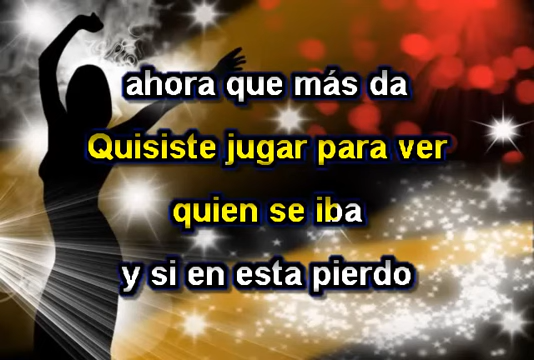 ahora que más da
Quisiste jugar para ver
quien se iba
y si en esta pierdo